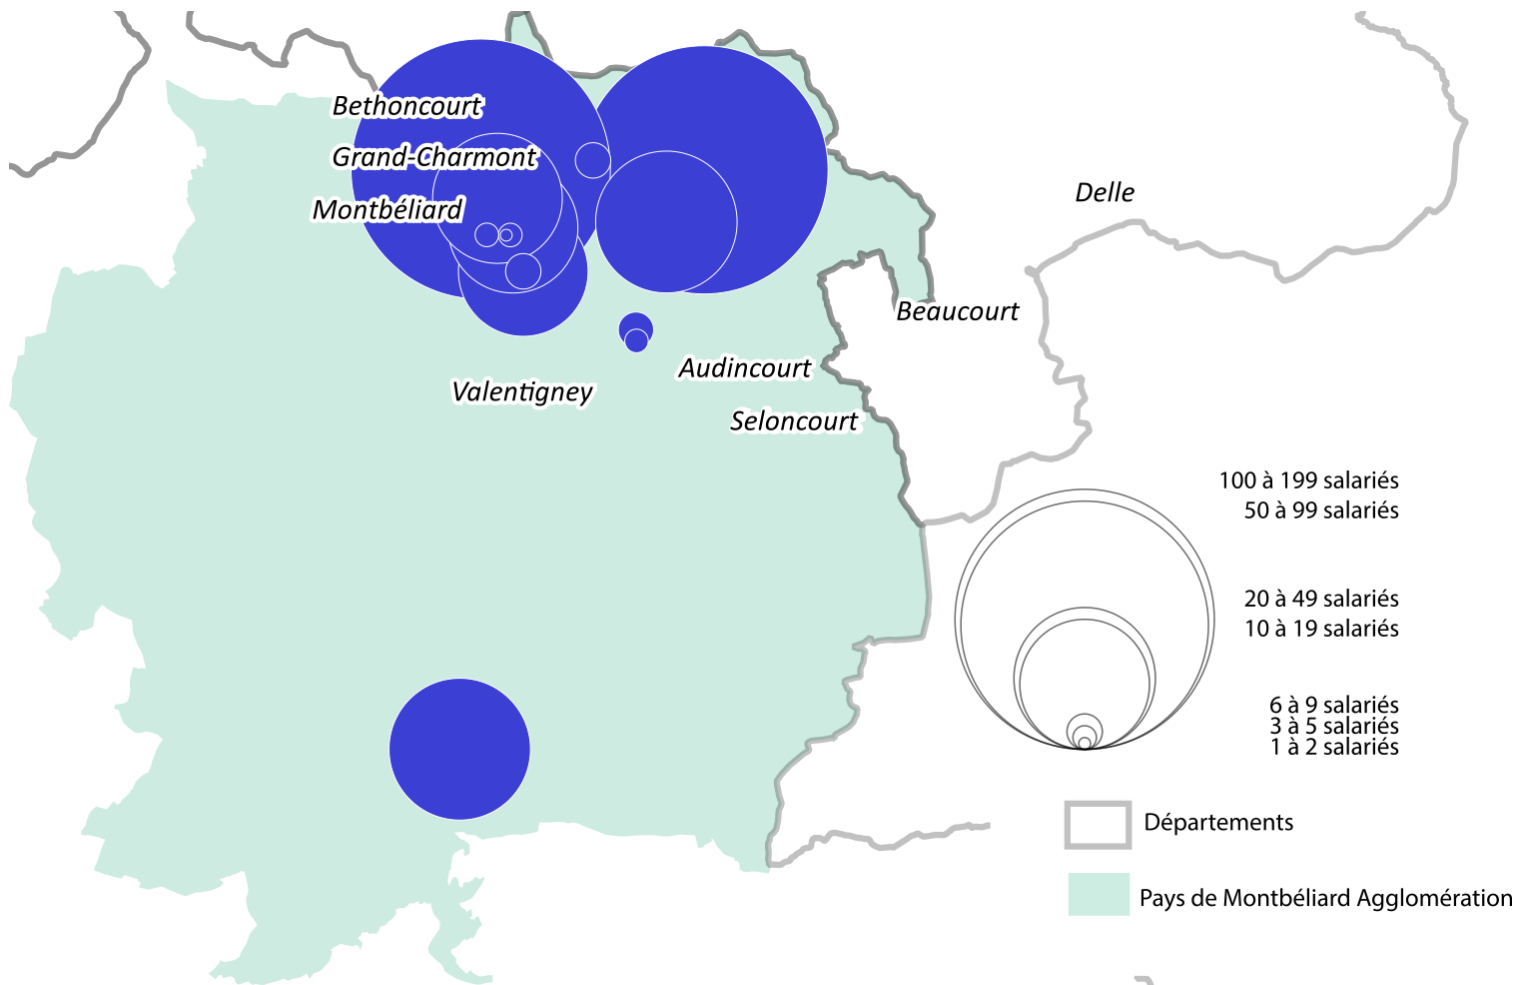 Bethoncourt
Grand-Charmont
Montbéliard
Delle
Beaucourt
Audincourt
Valentigney
Seloncourt
100 à 199 salariés
50 à 99 salariés
20 à 49 salariés
10 à 19 salariés
6 à 9 salariés
3 à 5 salariés
1 à 2 salariés
Départements
Pays de Montbéliard Agglomération